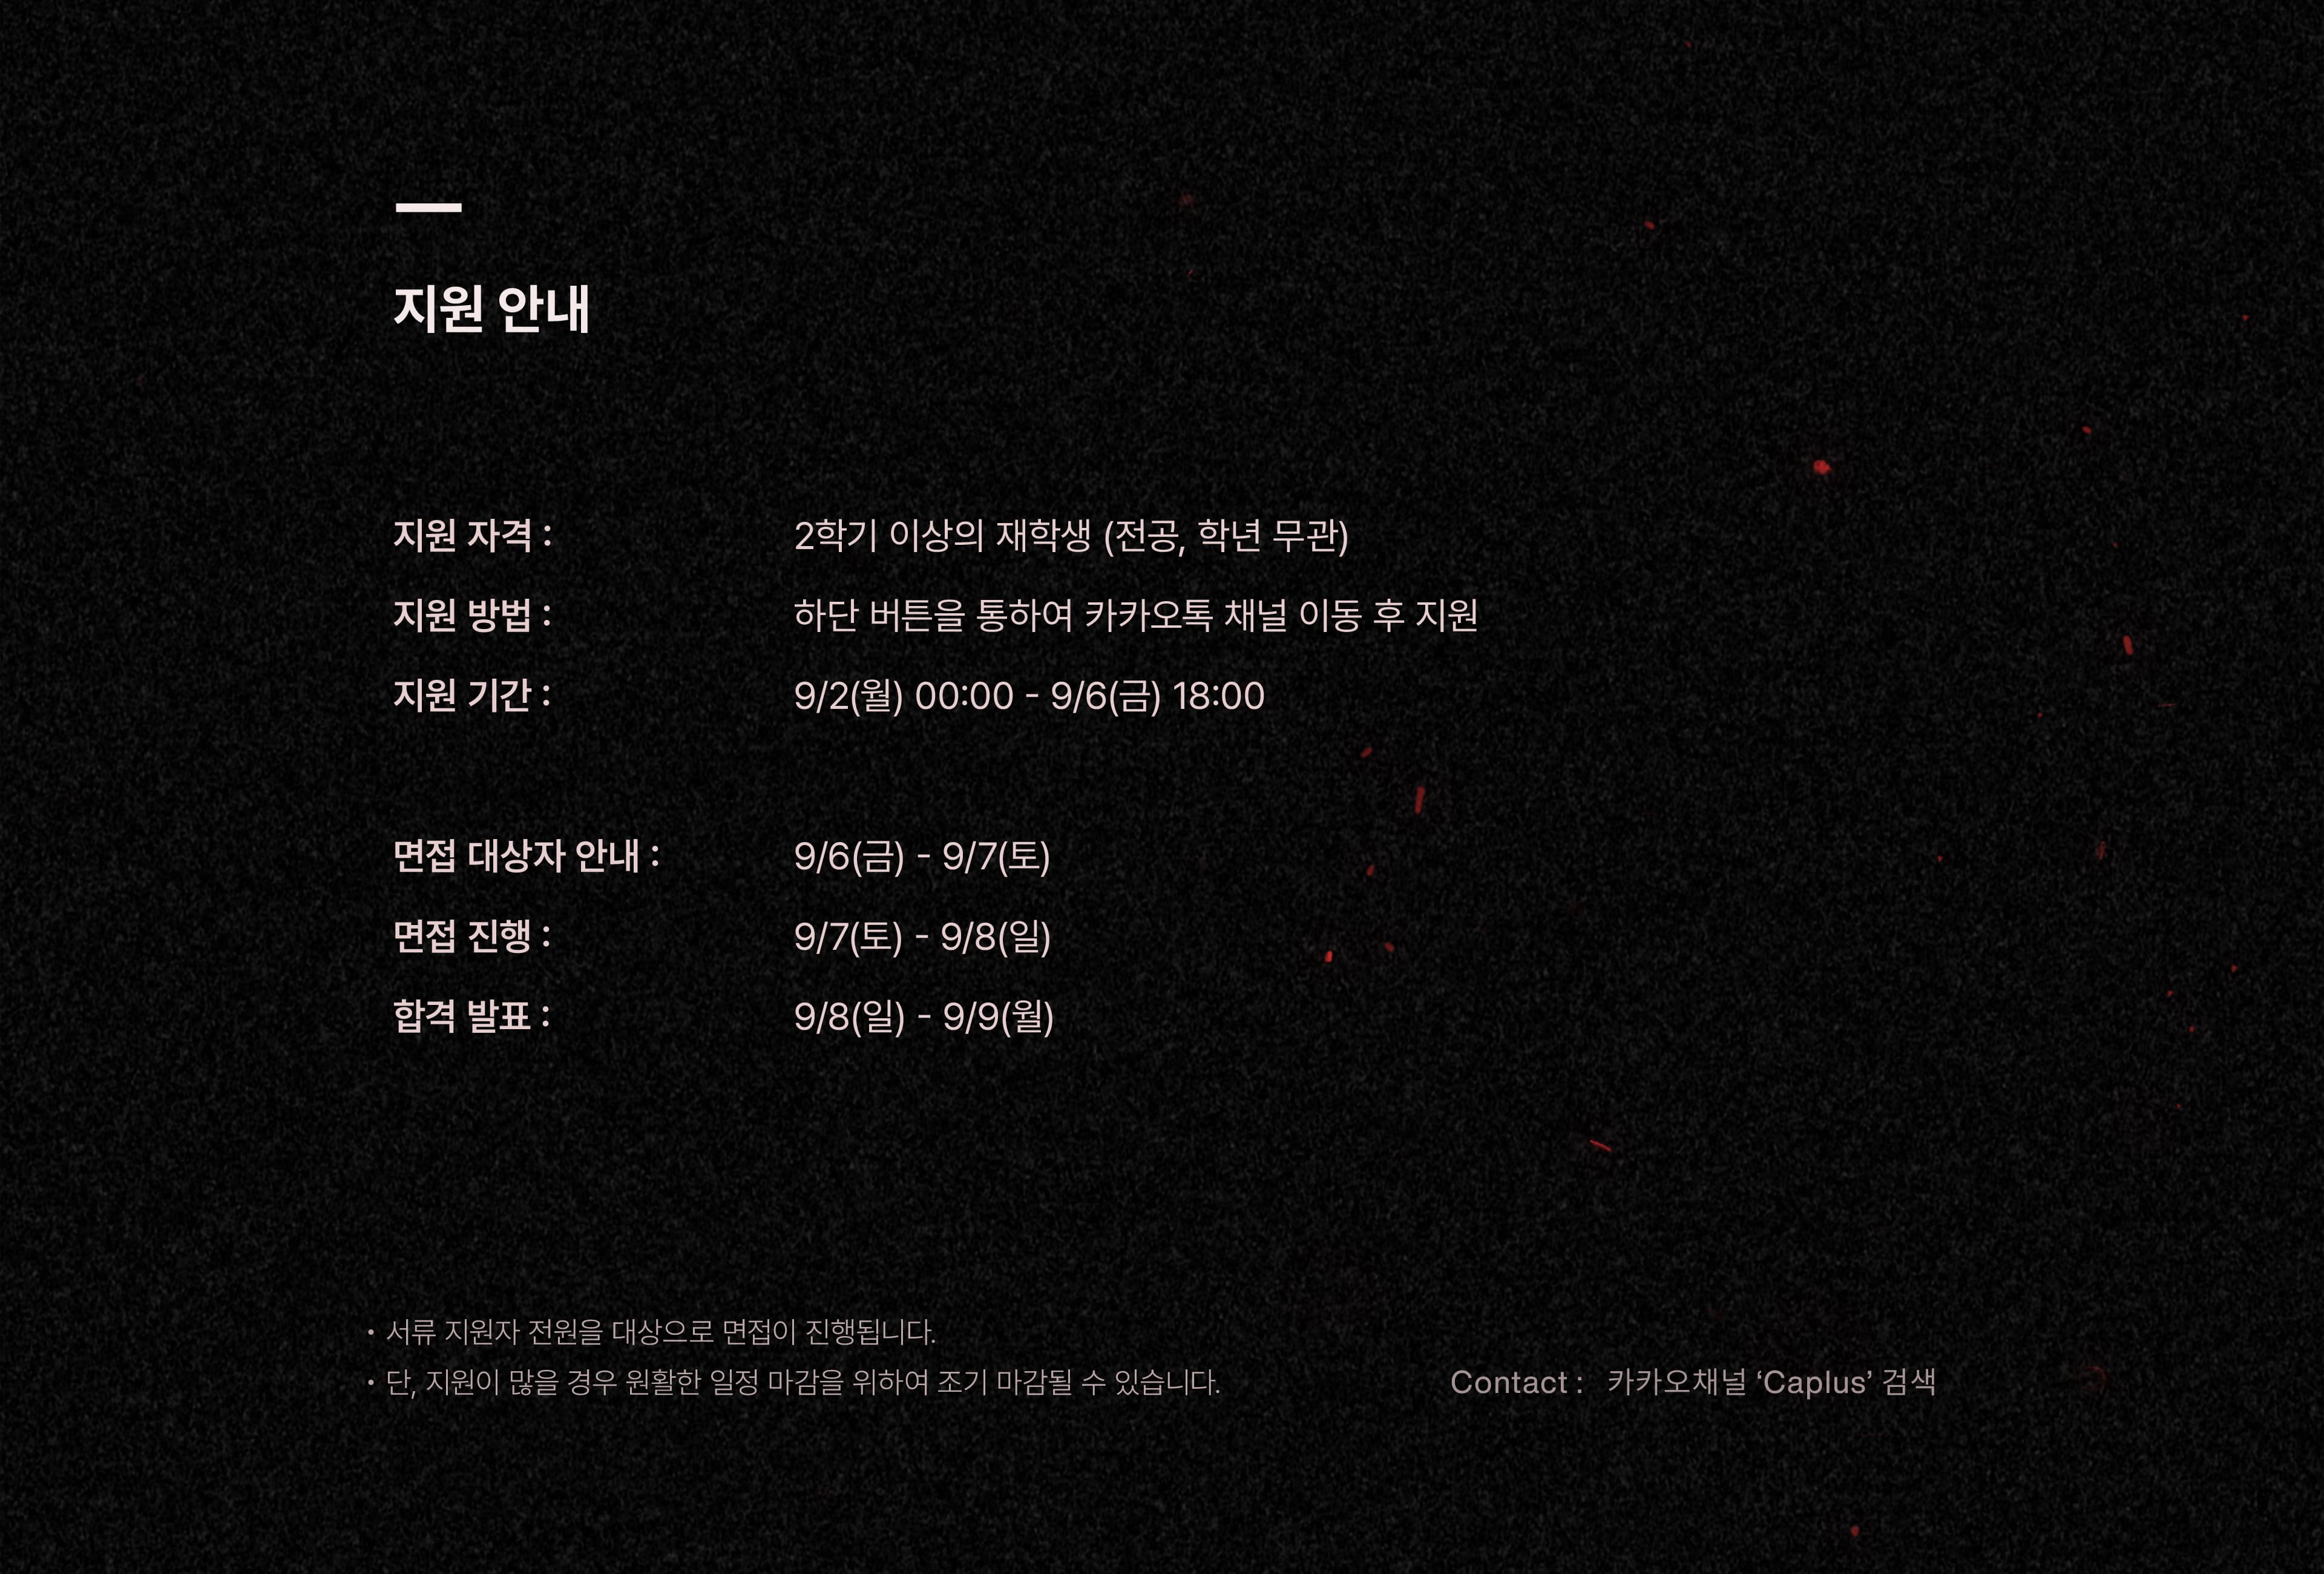 지원 안내
지원 자격 : 2학기 이상의 재학생 (전공, 학년 무관)
지원 방법 : 하단 버튼을 통하여 카카오톡 채널 이동 후 지원
지원 기간 : 9/2(월) 00:00 - 9/6(금) 18:00
면접 대상자 안내 : 9/6(금) - 9/7(토)
면접 진행 : 9/7(토) - 9/8(일)
합격 발표 : 9/8(일) - 9/9(월)
• 서류 지원자 전원을 대상으로 면접이 진행됩니다.
• 단, 지원이 많을 경우 원활한 일정 마감을 위하여 조기 마감될 수 있습니다.
Contact : 카카오채널 ‘Caplus’ 검색